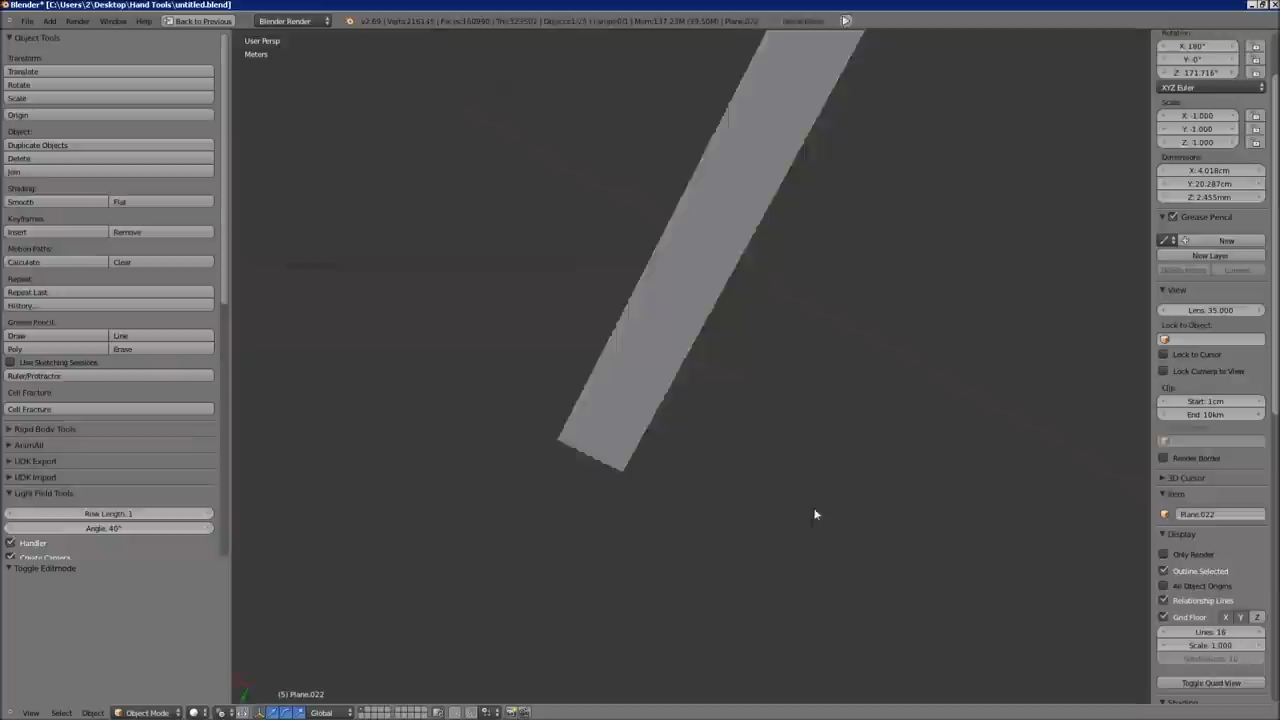 Blender* [C:\Users\2\Desktop\Hand Tools\untitled.blend]
File Add Render Window Help Back to Previous Blender Render
User Persp
Meters
(5) Plane.022
Object Tools
Transform:
Translate
Rotate
Scale
Origin
Object:
Duplicate Objects
Delete
Join
Shading:
Smooth Flat
Keyframes:
Insert Remove
Motion Paths:
Calculate Clear
Repeat:
Repeat Last
History...
Grease Pencil:
Draw Line
Poly Erase
Use Sketching Sessions
Ruler/Protractor
Cell Fracture:
Cell Fracture
Rigid Body Tools
AnimAll
UDK Export
UDK Import
Light Field Tools
Row Length: 1
Angle: 40°
Handler
Create Camera
Toggle Editmode
Rotation:
X: 180°
Y: 0°
Z: 171.716°
XYZ Euler
Scale:
X: -1.000
Y: -1.000
Z: 1.000
Dimensions:
X: 4.018cm
Y: 20.287cm
Z: 2.455mm
Grease Pencil
New
New Layer
View
Lens: 35.000
Lock to Object:
Lock to Cursor
Lock Camera to View
Clip:
Start: 1cm
End: 10km
Render Border
3D Cursor
Item
Plane.022
Display
Only Render
Outline Selected
All Object Origins
Relationship Lines
Grid Floor X Y Z
Lines: 16
Scale: 1.000
Toggle Quad View
Shading
View Select Object Object Mode Global